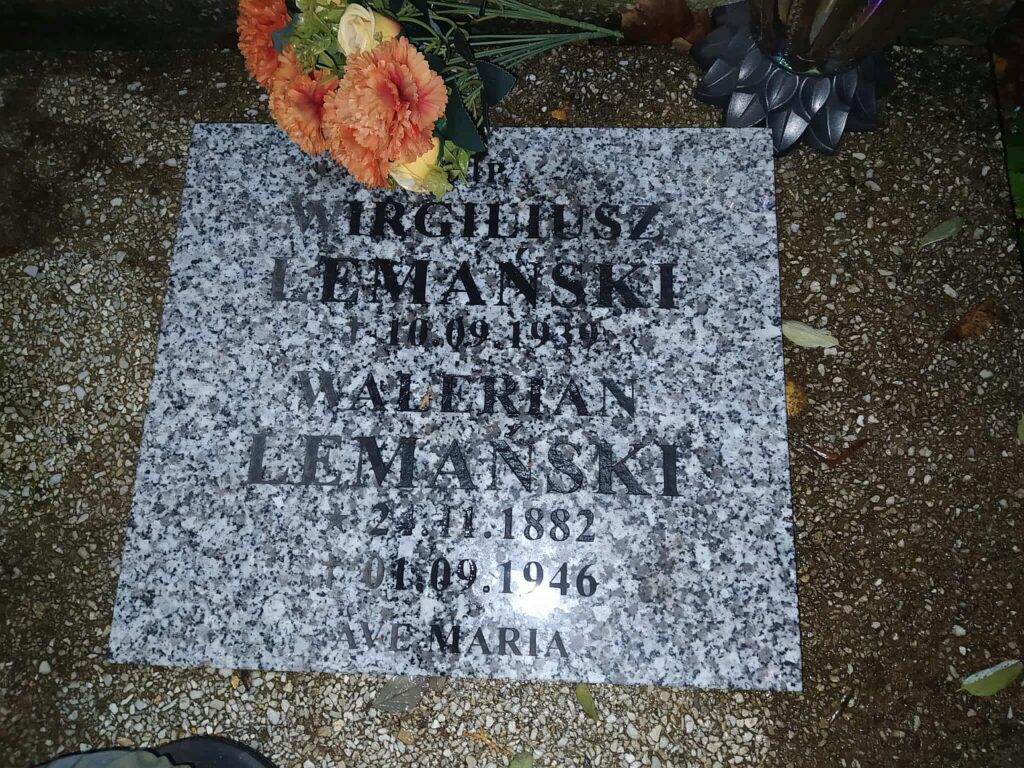 WIRGILIUSZ
LEMAŃSKI
† 10.09.1939
WALERIAN
LEMAŃSKI
★ 24.11.1882
† 01.09.1946
AVE MARIA